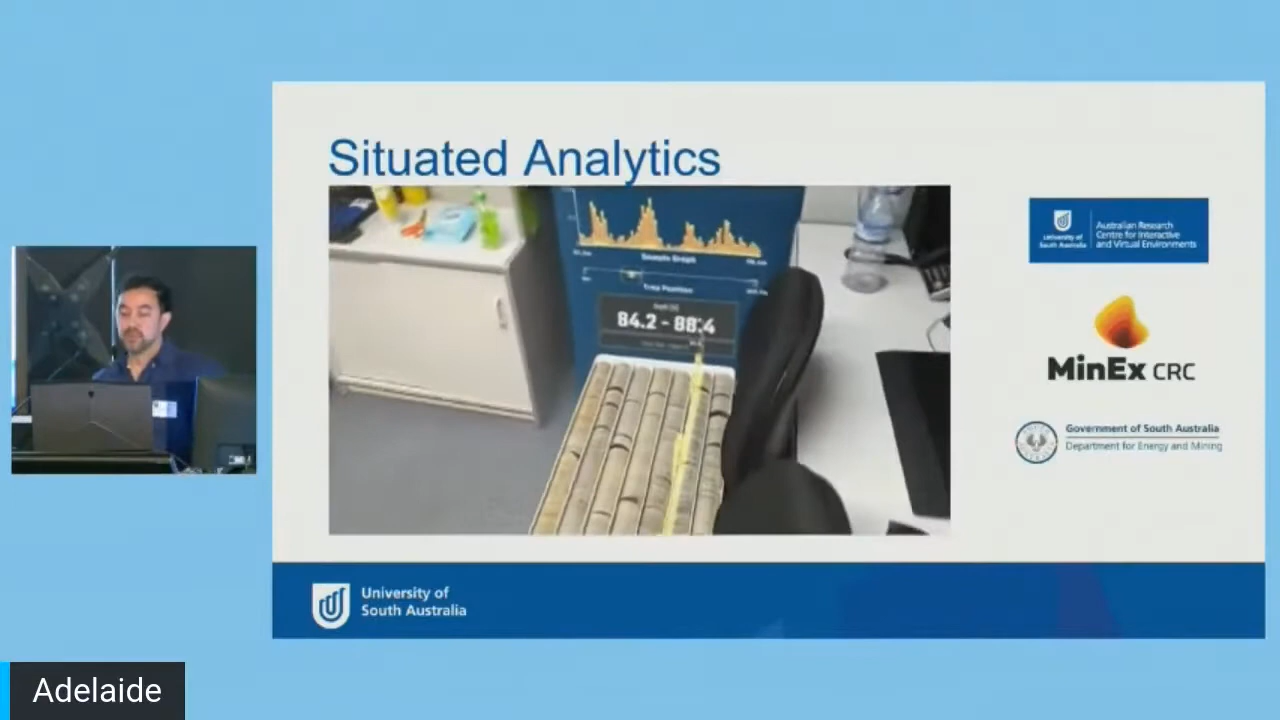 Situated Analytics
Sample Graph
Tray Position
84.2 - 88.4
University of
South Australia
Australian Research
Centre for Interactive
and Virtual Environments
MinEx CRC
Government of South Australia
Department for Energy and Mining
University of
South Australia
Adelaide